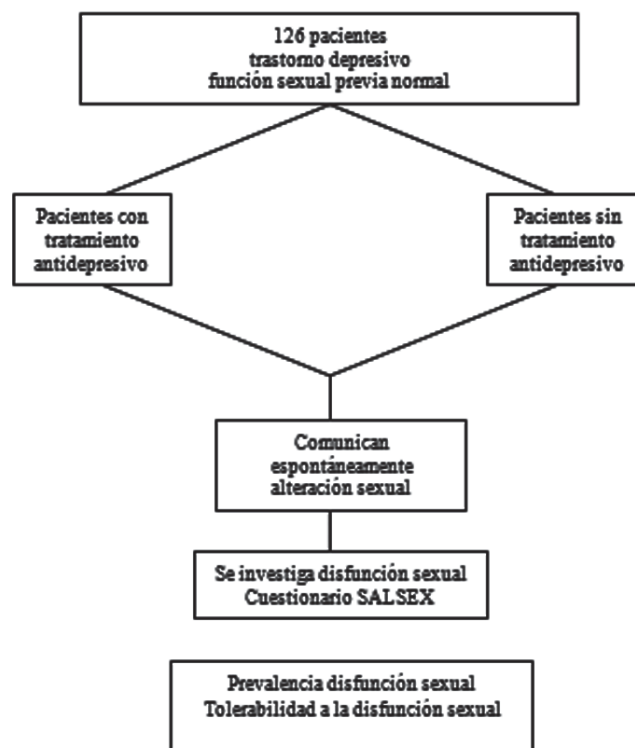 126 pacientes
trastorno depresivo
función sexual previa normal
Pacientes con
tratamiento
antidepresivo
Pacientes sin
tratamiento
antidepresivo
Comunican
espontáneamente
alteración sexual
Se investiga disfunción sexual
Cuestionario SALSEX
Prevalencia disfunción sexual
Tolerabilidad a la disfunción sexual